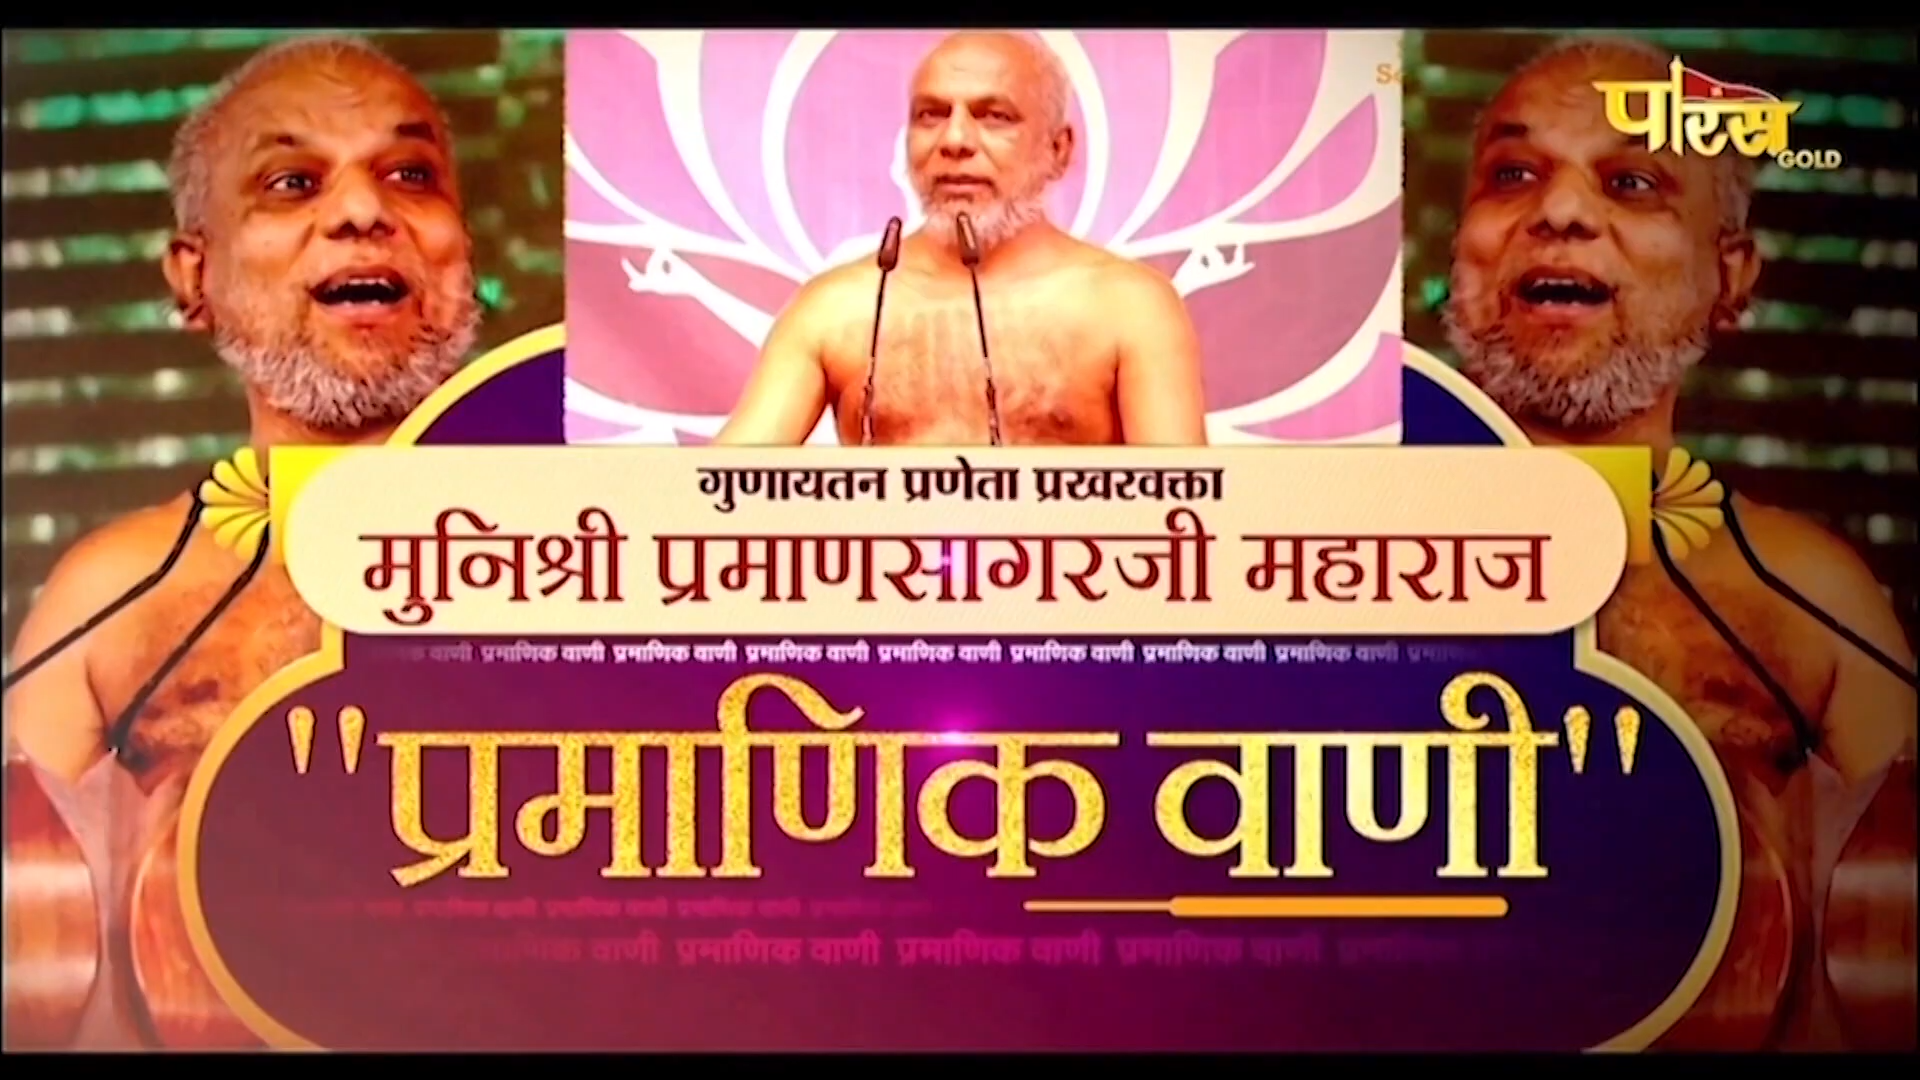 पारस GOLD
गुणायतन प्रणेता प्रखरवक्ता
मुनिश्री प्रमाणसागरजी महाराज
वाणी प्रमाणिक वाणी प्रमाणिक वाणी प्रमाणिक वाणी प्रमाणिक वाणी प्रमाणिक वाणी प्रमाणिक वाणी प्रमाणिक वाणी
"प्रमाणिक वाणी"
वाणी प्रमाणिक वाणी प्रमाणिक वाणी प्रमाणिक वाणी